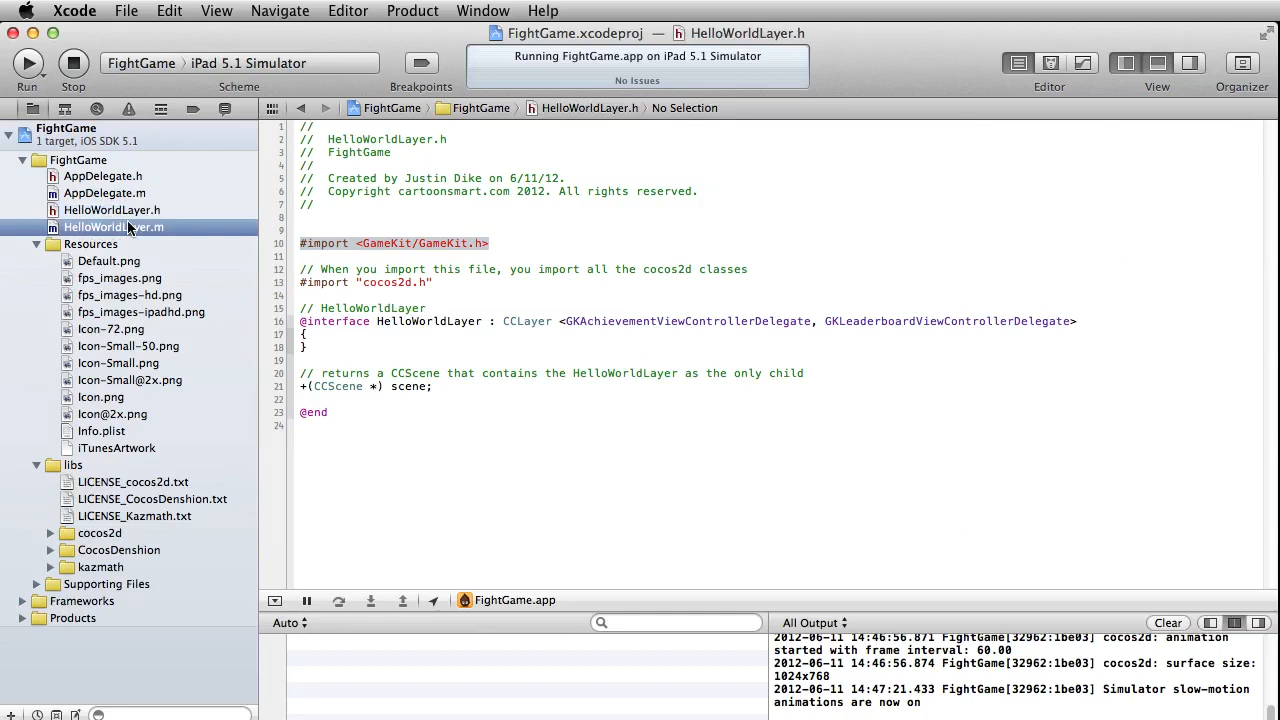 Xcode File Edit View Navigate Editor Product Window Help
FightGame.xcodeproj — HelloWorldLayer.h
FightGame iPad 5.1 Simulator
Running FightGame.app on iPad 5.1 Simulator
No Issues
Run Stop Scheme Breakpoints Editor View Organizer
FightGame FightGame HelloWorldLayer.h No Selection
FightGame
1 target, iOS SDK 5.1
FightGame
AppDelegate.h
AppDelegate.m
HelloWorldLayer.h
HelloWorldLayer.m
Resources
Default.png
fps_images.png
fps_images-hd.png
fps_images-ipadhd.png
Icon-72.png
Icon-Small-50.png
Icon-Small.png
Icon-Small@2x.png
Icon.png
Icon@2x.png
Info.plist
iTunesArtwork
libs
LICENSE_cocos2d.txt
LICENSE_CocosDenshion.txt
LICENSE_Kazmath.txt
cocos2d
CocosDenshion
kazmath
Supporting Files
Frameworks
Products
1 //
2 // HelloWorldLayer.h
3 // FightGame
4 //
5 // Created by Justin Dike on 6/11/12.
6 // Copyright cartoonsmart.com 2012. All rights reserved.
7 //
8
9
10 #import <GameKit/GameKit.h>
11
12 // When you import this file, you import all the cocos2d classes
13 #import "cocos2d.h"
14
15 // HelloWorldLayer
16 @interface HelloWorldLayer : CCLayer <GKAchievementViewControllerDelegate, GKLeaderboardViewControllerDelegate>
17 {
18 }
19
20 // returns a CCScene that contains the HelloWorldLayer as the only child
21 +(CCScene *) scene;
22
23 @end
24
FightGame.app
Auto
All Output Clear
2012-06-11 14:46:56.871 FightGame[32962:1be03] cocos2d: animation
started with frame interval: 60.00
2012-06-11 14:46:56.874 FightGame[32962:1be03] cocos2d: surface size:
1024x768
2012-06-11 14:47:21.433 FightGame[32962:1be03] Simulator slow-motion
animations are now on